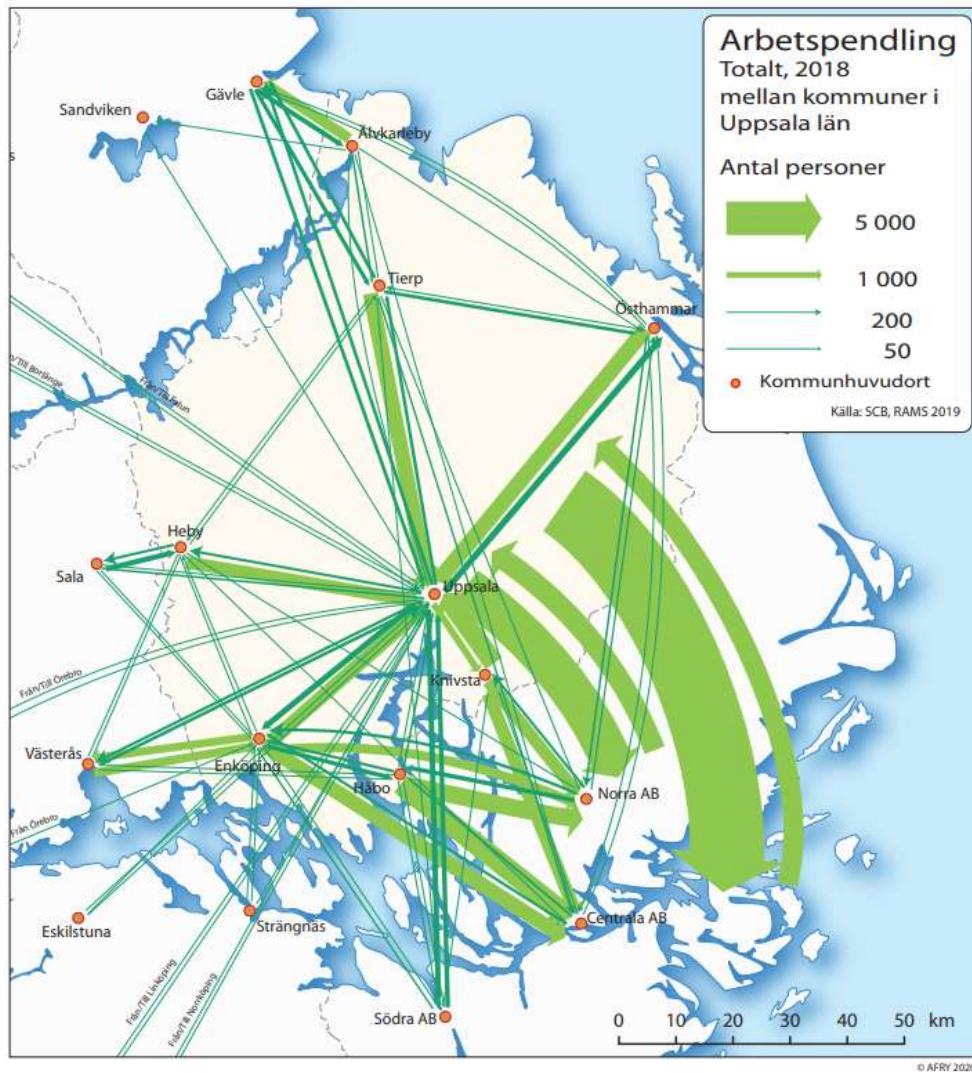 Arbetspendling
Totalt, 2018
mellan kommuner i
Uppsala län
Antal personer
5 000
1 000
200
50
Kommunhuvudort
Källa: SCB, RAMS 2019
Gävle
Sandviken
Älvkarleby
s
Tierp
Östhammar
n/Till Borlänge
Från/Till Falun
Heby
Sala
Uppsala
Från/Till Örebro
Knivsta
Västerås
Enköping
Håbo
Norra AB
Från Örebro
Eskilstuna
Strängnäs
Centrala AB
Från/Till Linköping
Från/Till Norrköping
Södra AB
0 10 20 30 40 50 km
© AFRY 2020